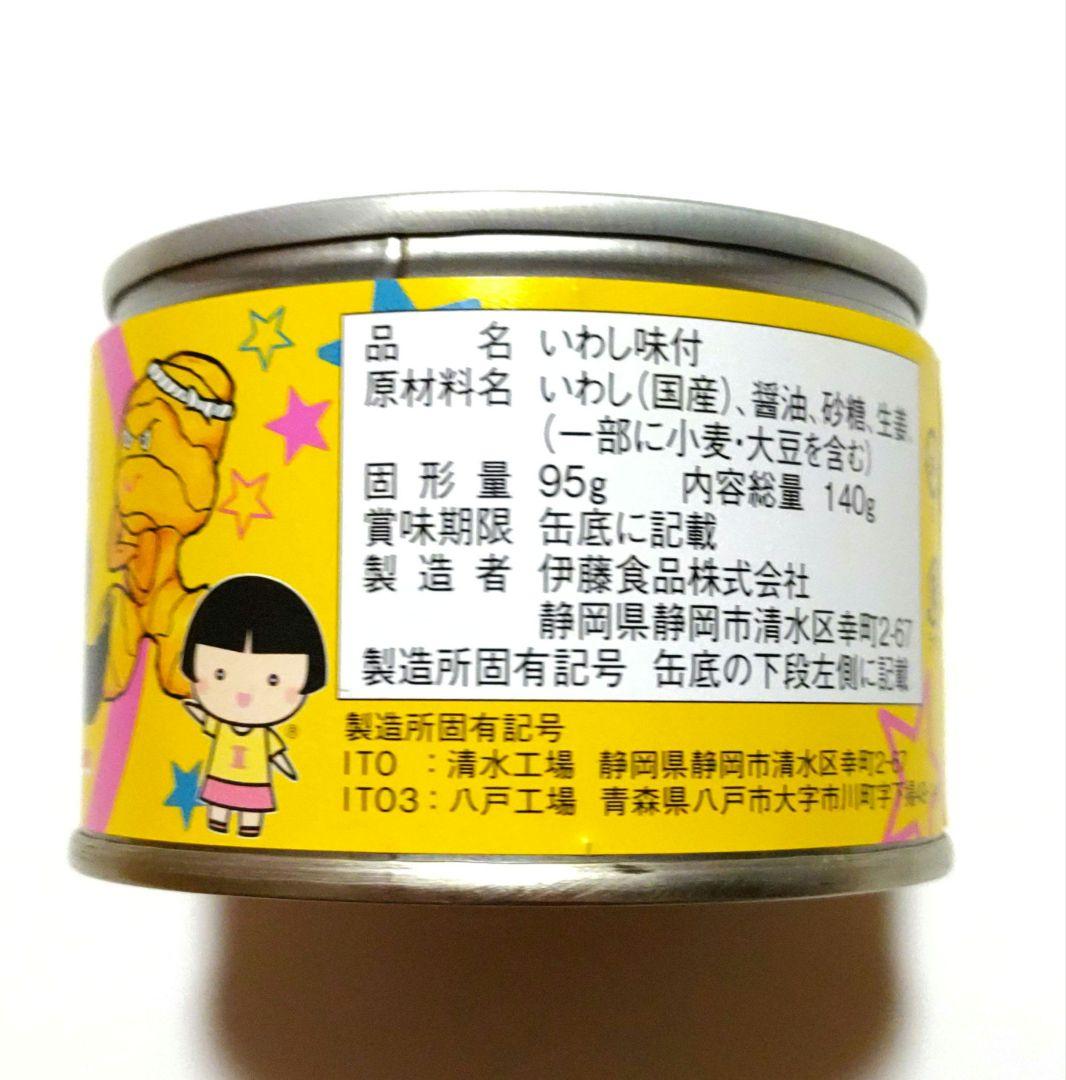 品名 いわし味付
原材料名 いわし(国産)、醤油、砂糖、生姜、
(一部に小麦・大豆を含む)
固形量 95g 内容総量 140g
賞味期限 缶底に記載
製造者 伊藤食品株式会社
静岡県静岡市清水区幸町2-67
製造所固有記号 缶底の下段左側に記載
製造所固有記号
ITO :清水工場 静岡県静岡市清水区幸町2-67
ITO3:八戸工場 青森県八戸市大字市川町字下揚
I
®